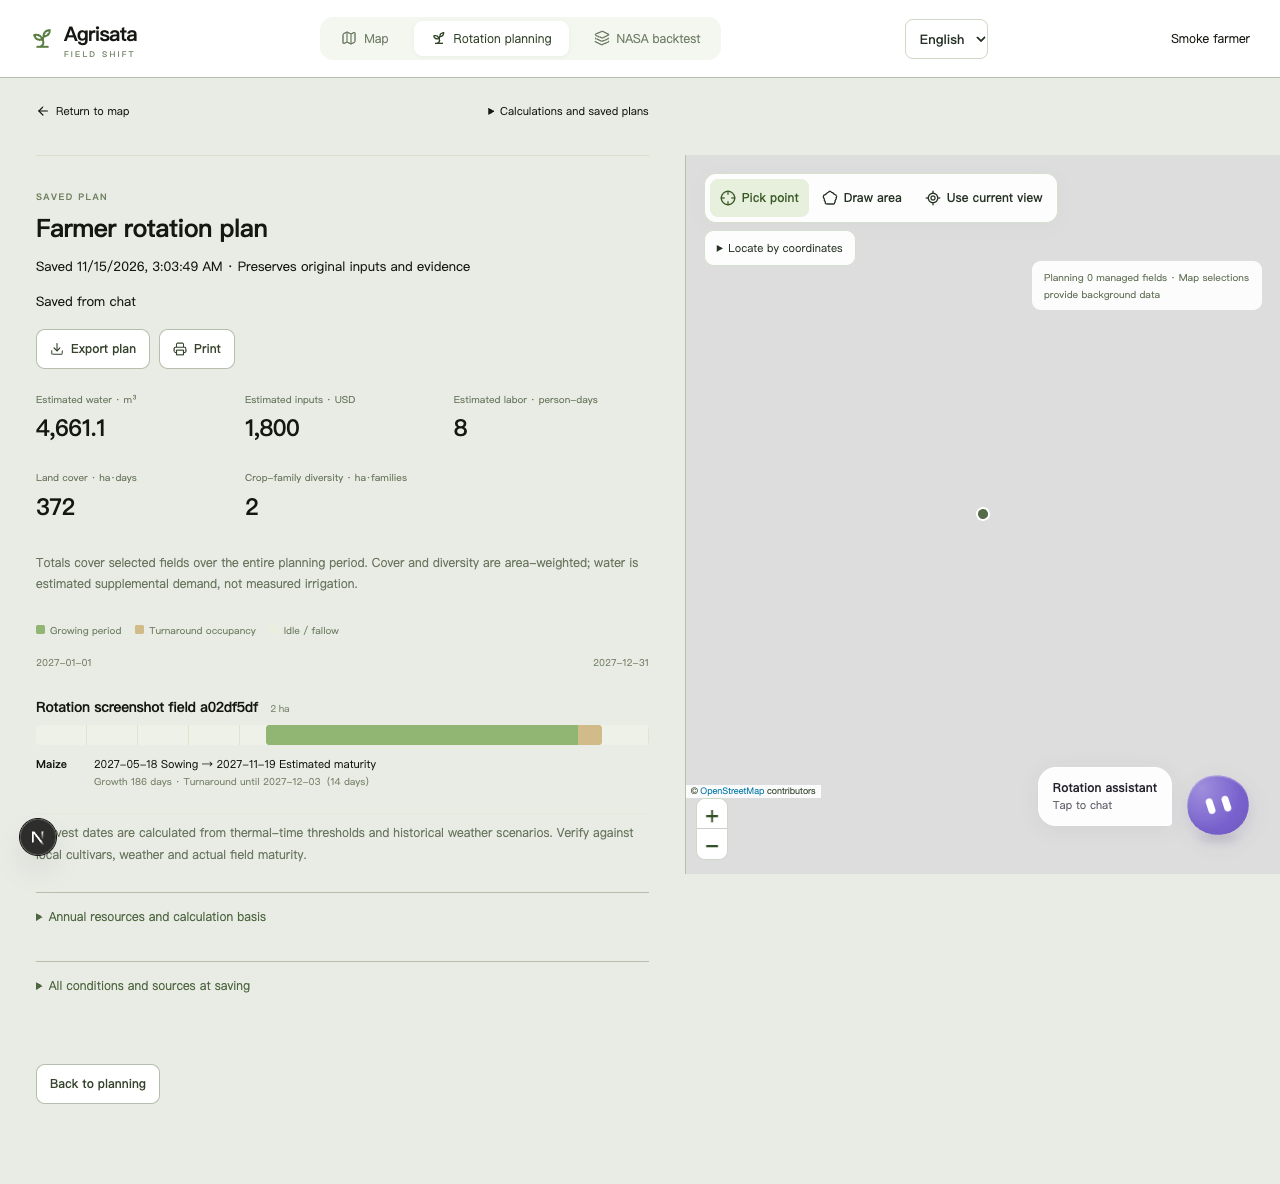 Agrisata
FIELD SHIFT
Map
Rotation planning
NASA backtest
English
Smoke farmer
Return to map
Calculations and saved plans
SAVED PLAN
Farmer rotation plan
Saved 11/15/2026, 3:03:49 AM · Preserves original inputs and evidence
Saved from chat
Export plan
Print
Estimated water · m³
Estimated inputs · USD
Estimated labor · person-days
4,661.1
1,800
8
Land cover · ha·days
Crop-family diversity · ha·families
372
2
Totals cover selected fields over the entire planning period. Cover and diversity are area-weighted; water is
estimated supplemental demand, not measured irrigation.
Growing period
Turnaround occupancy
Idle / fallow
2027-01-01
2027-12-31
Rotation screenshot field a02df5df
2 ha
Maize
2027-05-18 Sowing → 2027-11-19 Estimated maturity
Growth 186 days · Turnaround until 2027-12-03 (14 days)
vest dates are calculated from thermal-time thresholds and historical weather scenarios. Verify against
local cultivars, weather and actual field maturity.
N
Annual resources and calculation basis
All conditions and sources at saving
Back to planning
Pick point
Draw area
Use current view
Locate by coordinates
Planning 0 managed fields · Map selections
provide background data
© OpenStreetMap contributors
+
−
Rotation assistant
Tap to chat